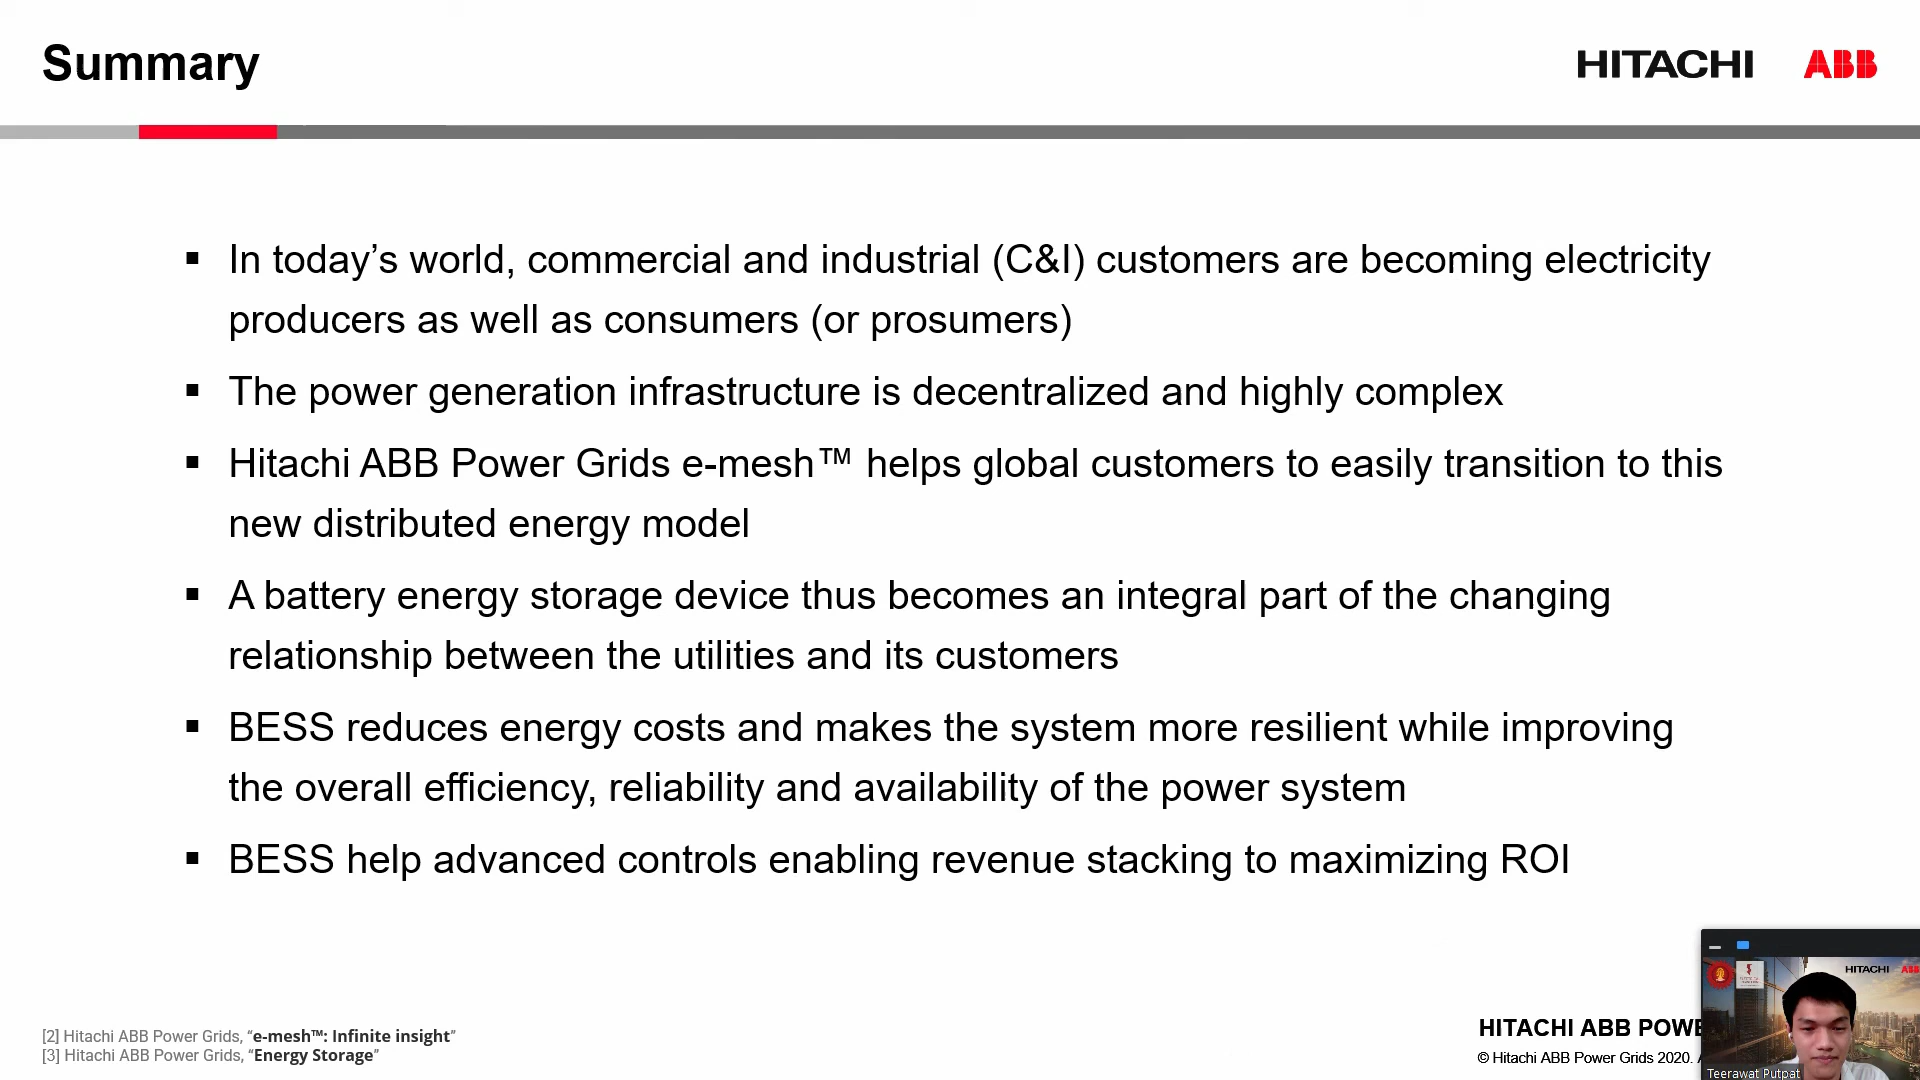 Summary
HITACHI ABB
▪ In today’s world, commercial and industrial (C&I) customers are becoming electricity
producers as well as consumers (or prosumers)
▪ The power generation infrastructure is decentralized and highly complex
▪ Hitachi ABB Power Grids e-mesh™ helps global customers to easily transition to this
new distributed energy model
▪ A battery energy storage device thus becomes an integral part of the changing
relationship between the utilities and its customers
▪ BESS reduces energy costs and makes the system more resilient while improving
the overall efficiency, reliability and availability of the power system
▪ BESS help advanced controls enabling revenue stacking to maximizing ROI
[2] Hitachi ABB Power Grids, “e-mesh™: Infinite insight”
[3] Hitachi ABB Power Grids, “Energy Storage”
HITACHI ABB POWE
© Hitachi ABB Power Grids 2020.
HITACHI ABB
Teerawat Putpat